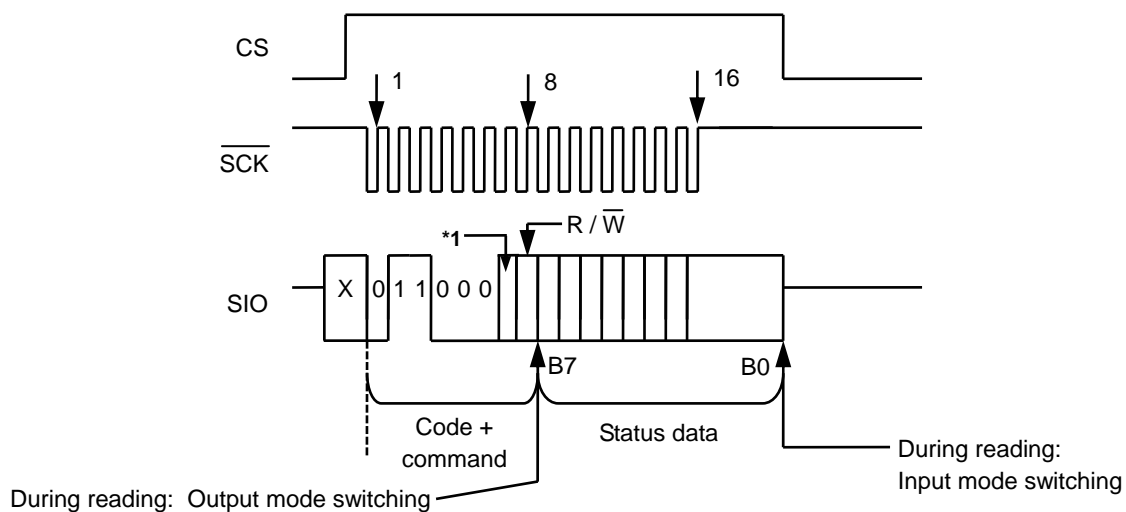 CS
1 8 16
SCK
*1 R / W
X 0 1 1 0 0 0
SIO
B7 B0
Code +
command
Status data
During reading:
Input mode switching
During reading: Output mode switching